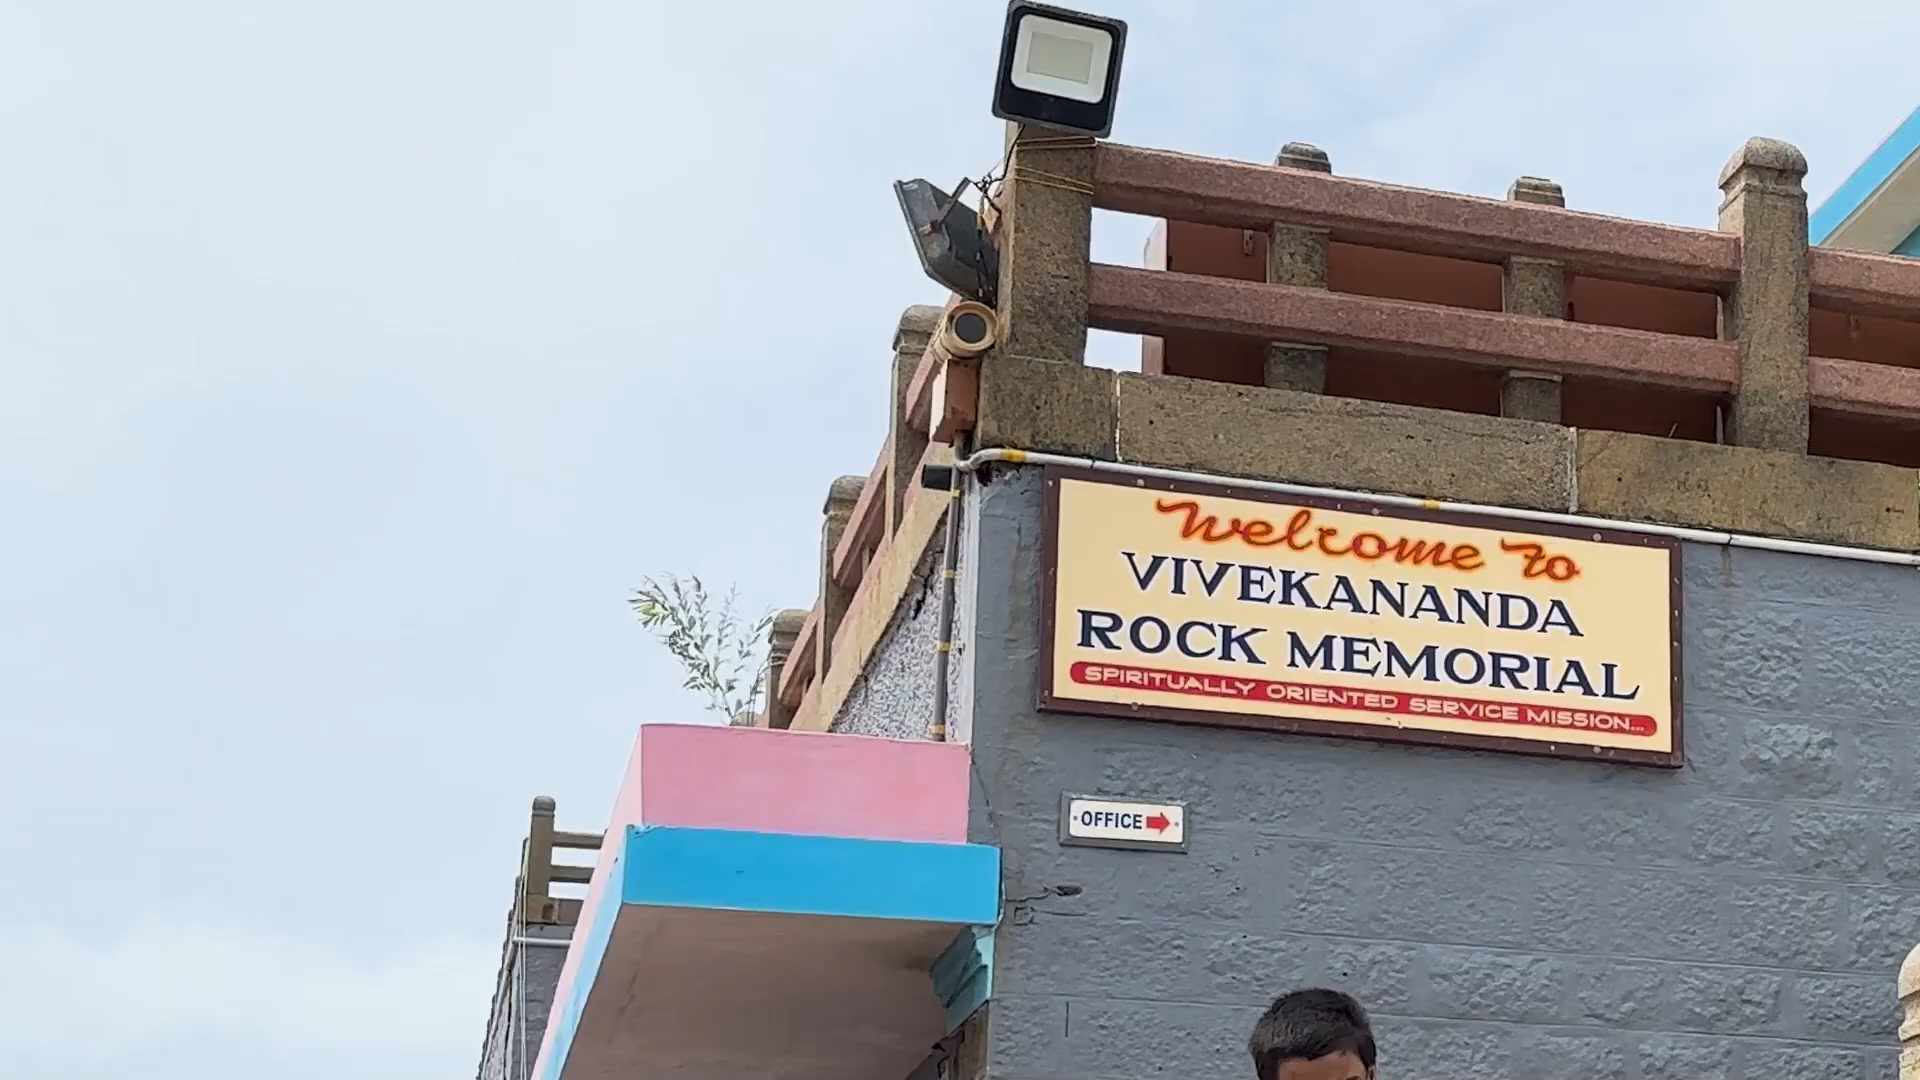 Welcome To
VIVEKANANDA
ROCK MEMORIAL
SPIRITUALLY ORIENTED SERVICE MISSION...
OFFICE